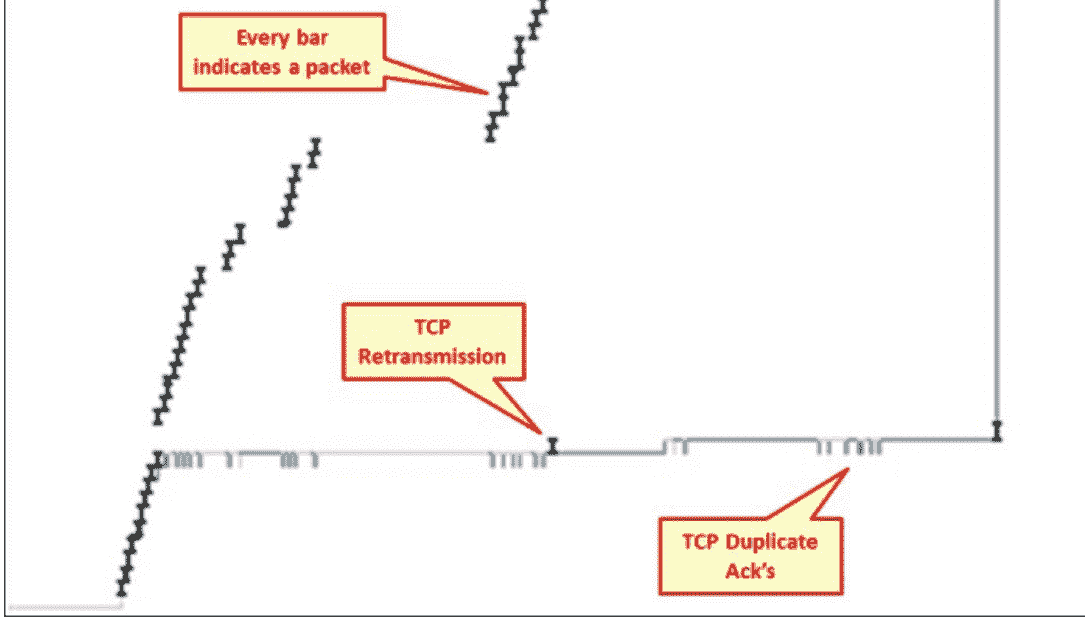 Every bar
indicates a packet
TCP
Retransmission
TCP Duplicate
Ack's